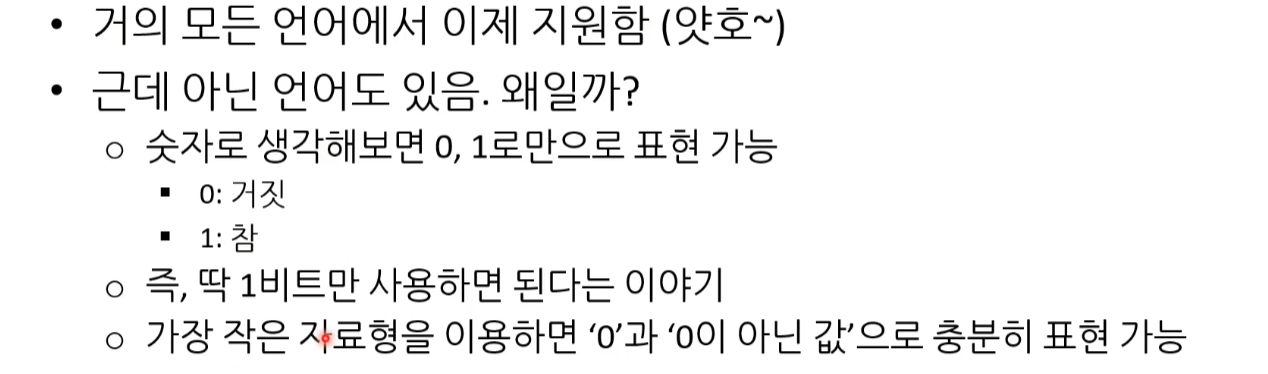 • 거의 모든 언어에서 이제 지원함 (얏호~)
• 근데 아닌 언어도 있음. 왜일까?
○ 숫자로 생각해보면 0, 1로만으로 표현 가능
▪ 0: 거짓
▪ 1: 참
○ 즉, 딱 1비트만 사용하면 된다는 이야기
○ 가장 작은 자료형을 이용하면 ‘0’과 ‘0이 아닌 값’으로 충분히 표현 가능